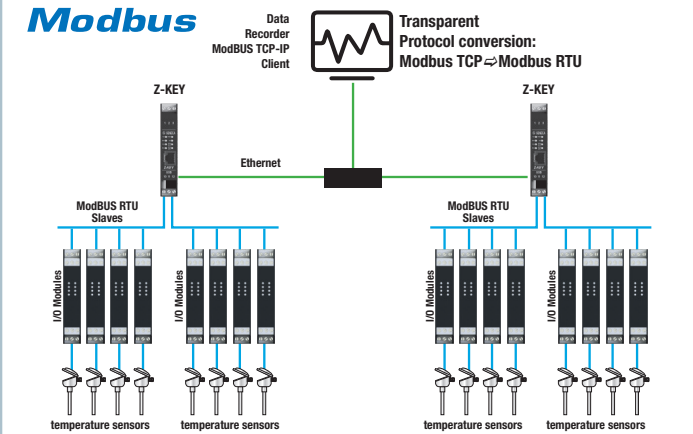 Modbus
Data
Recorder
ModBUS TCP-IP
Client
Transparent
Protocol conversion:
Modbus TCP⇨Modbus RTU
Z-KEY
Z-KEY
Ethernet
ModBUS RTU
Slaves
ModBUS RTU
Slaves
I/O Modules
I/O Modules
I/O Modules
I/O Modules
temperature sensors
temperature sensors
temperature sensors
temperature sensors